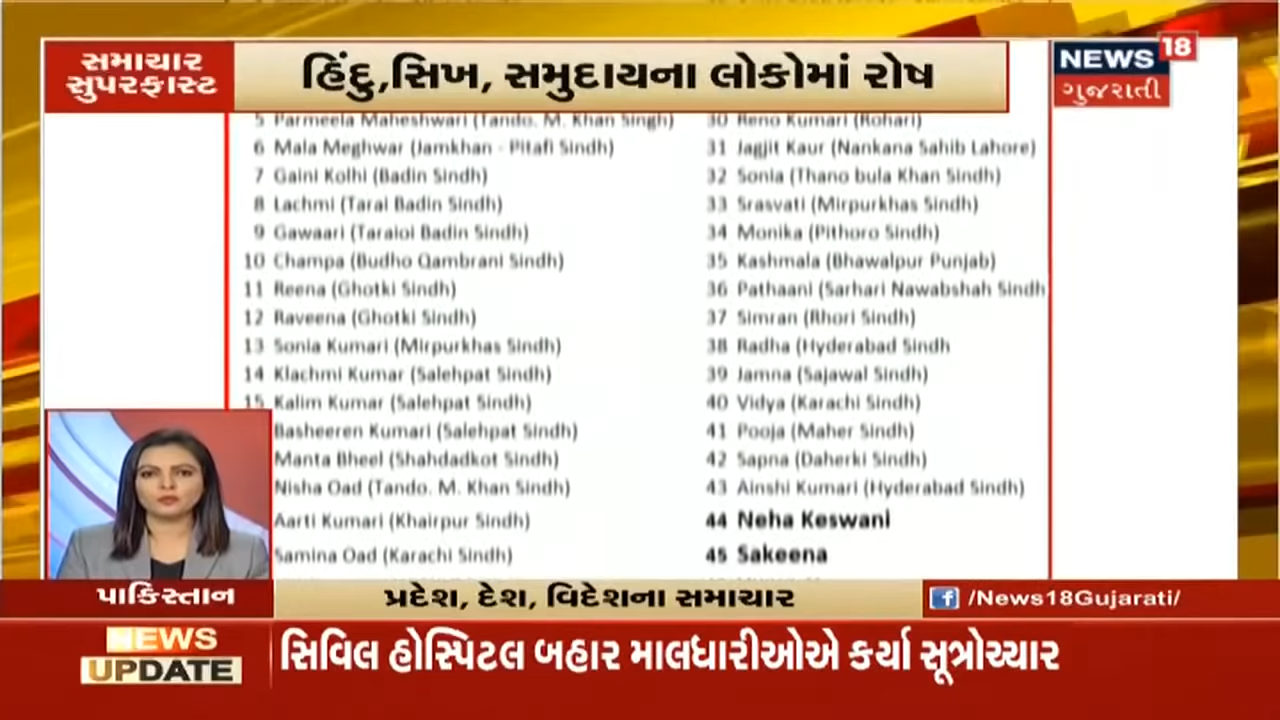 સમાચાર
સુપરફાસ્ટ
હિંદુ,સિખ, સમુદાયના લોકોમાં રોષ
NEWS 18
ગુજરાતી
5 Parmeela Maheshwari (Tando. M. Khan Singh)
6 Mala Meghwar (Jamkhan - Pitafi Sindh)
7 Gaini Kolhi (Badin Sindh)
8 Lachmi (Tarai Badin Sindh)
9 Gawaari (Taraloi Badin Sindh)
10 Champa (Budho Qambrani Sindh)
11 Reena (Ghotki Sindh)
12 Raveena (Ghotki Sindh)
13 Sonia Kumari (Mirpurkhas Sindh)
14 Klachmi Kumar (Salehpat Sindh)
15 Kalim Kumar (Salehpat Sindh)
Basheeren Kumari (Salehpat Sindh)
Manta Bheel (Shahdadkot Sindh)
Nisha Oad (Tando. M. Khan Sindh)
Aarti Kumari (Khairpur Sindh)
Samina Oad (Karachi Sindh)
30 Reno Kumari (Rohari)
31 Jagjit Kaur (Nankana Sahib Lahore)
32 Sonia (Thano bula Khan Sindh)
33 Srasvati (Mirpurkhas Sindh)
34 Monika (Pithoro Sindh)
35 Kashmala (Bhawalpur Punjab)
36 Pathaani (Sarhari Nawabshah Sindh
37 Simran (Rhori Sindh)
38 Radha (Hyderabad Sindh
39 Jamna (Sajawal Sindh)
40 Vidya (Karachi Sindh)
41 Pooja (Maher Sindh)
42 Sapna (Daherki Sindh)
43 Ainshi Kumari (Hyderabad Sindh)
44 Neha Keswani
45 Sakeena
પાકિસ્તાન
પ્રદેશ, દેશ, વિદેશના સમાચાર
f /News18Gujarati/
NEWS
UPDATE
સિવિલ હોસ્પિટલ બહાર માલધારીઓએ કર્યા સૂત્રોચ્ચાર